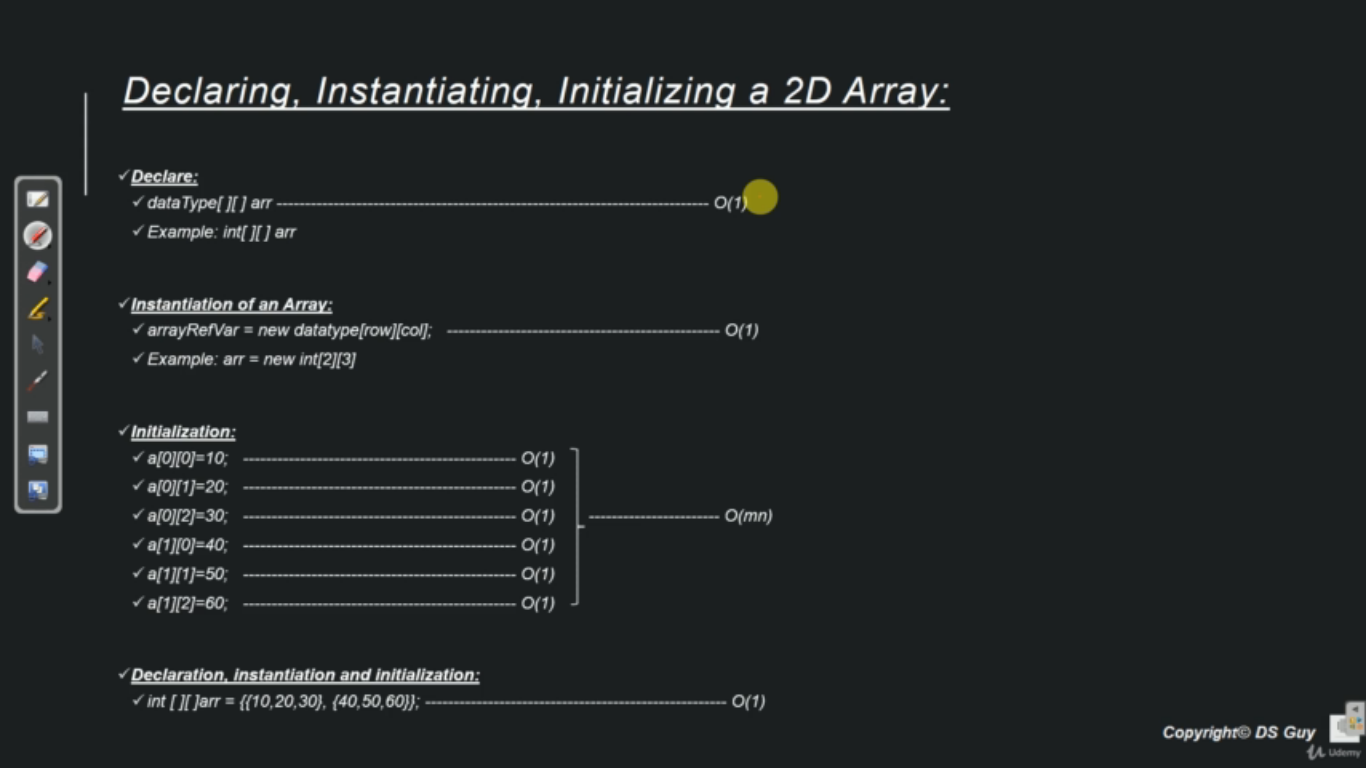 Declaring, Instantiating, Initializing a 2D Array:
✓Declare:
✓dataType[ ][ ] arr ---------------------------------------------------------------------------- O(1)
✓Example: int[ ][ ] arr
✓Instantiation of an Array:
✓arrayRefVar = new datatype[row][col]; ------------------------------------------------ O(1)
✓Example: arr = new int[2][3]
✓Initialization:
✓a[0][0]=10; ------------------------------------------------ O(1)
✓a[0][1]=20; ------------------------------------------------ O(1)
✓a[0][2]=30; ------------------------------------------------ O(1) ----------------------- O(mn)
✓a[1][0]=40; ------------------------------------------------ O(1)
✓a[1][1]=50; ------------------------------------------------ O(1)
✓a[1][2]=60; ------------------------------------------------ O(1)
✓Declaration, instantiation and initialization:
✓int [ ][ ]arr = {{10,20,30}, {40,50,60}}; ----------------------------------------------------- O(1)
Copyright© DS Guy
Udemy